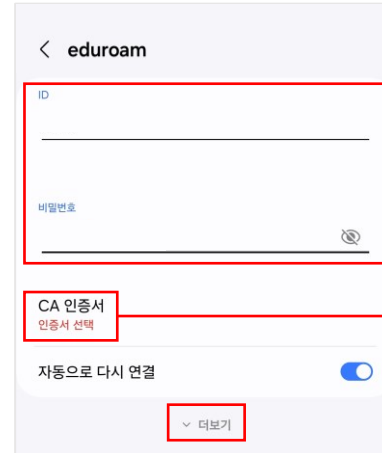 eduroam
ID
비밀번호
CA 인증서
인증서 선택
자동으로 다시 연결
더보기